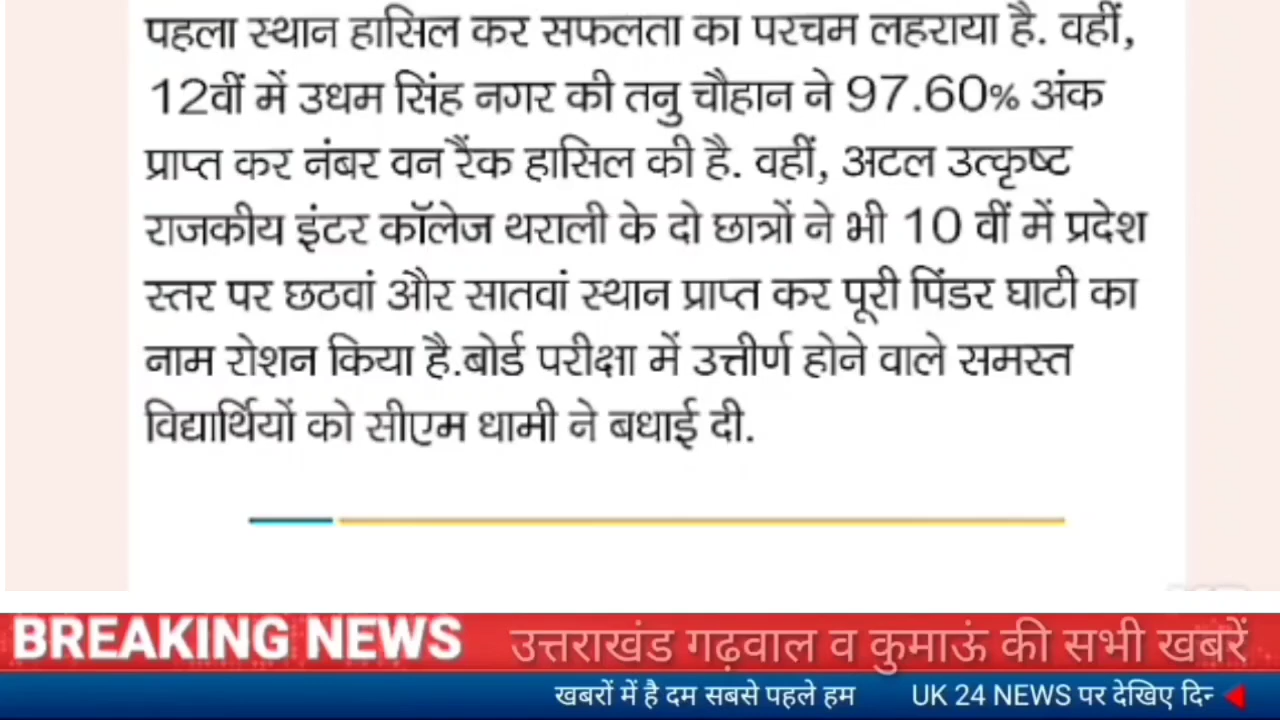 पहला स्थान हासिल कर सफलता का परचम लहराया है. वहीं,
12वीं में उधम सिंह नगर की तनु चौहान ने 97.60% अंक
प्राप्त कर नंबर वन रैंक हासिल की है. वहीं, अटल उत्कृष्ट
राजकीय इंटर कॉलेज थराली के दो छात्रों ने भी 10 वीं में प्रदेश
स्तर पर छठवां और सातवां स्थान प्राप्त कर पूरी पिंडर घाटी का
नाम रोशन किया है.बोर्ड परीक्षा में उत्तीर्ण होने वाले समस्त
विद्यार्थियों को सीएम धामी ने बधाई दी.
BREAKING NEWS उत्तराखंड गढ़वाल व कुमाऊं की सभी खबरें
खबरों में है दम सबसे पहले हम UK 24 NEWS पर देखिए